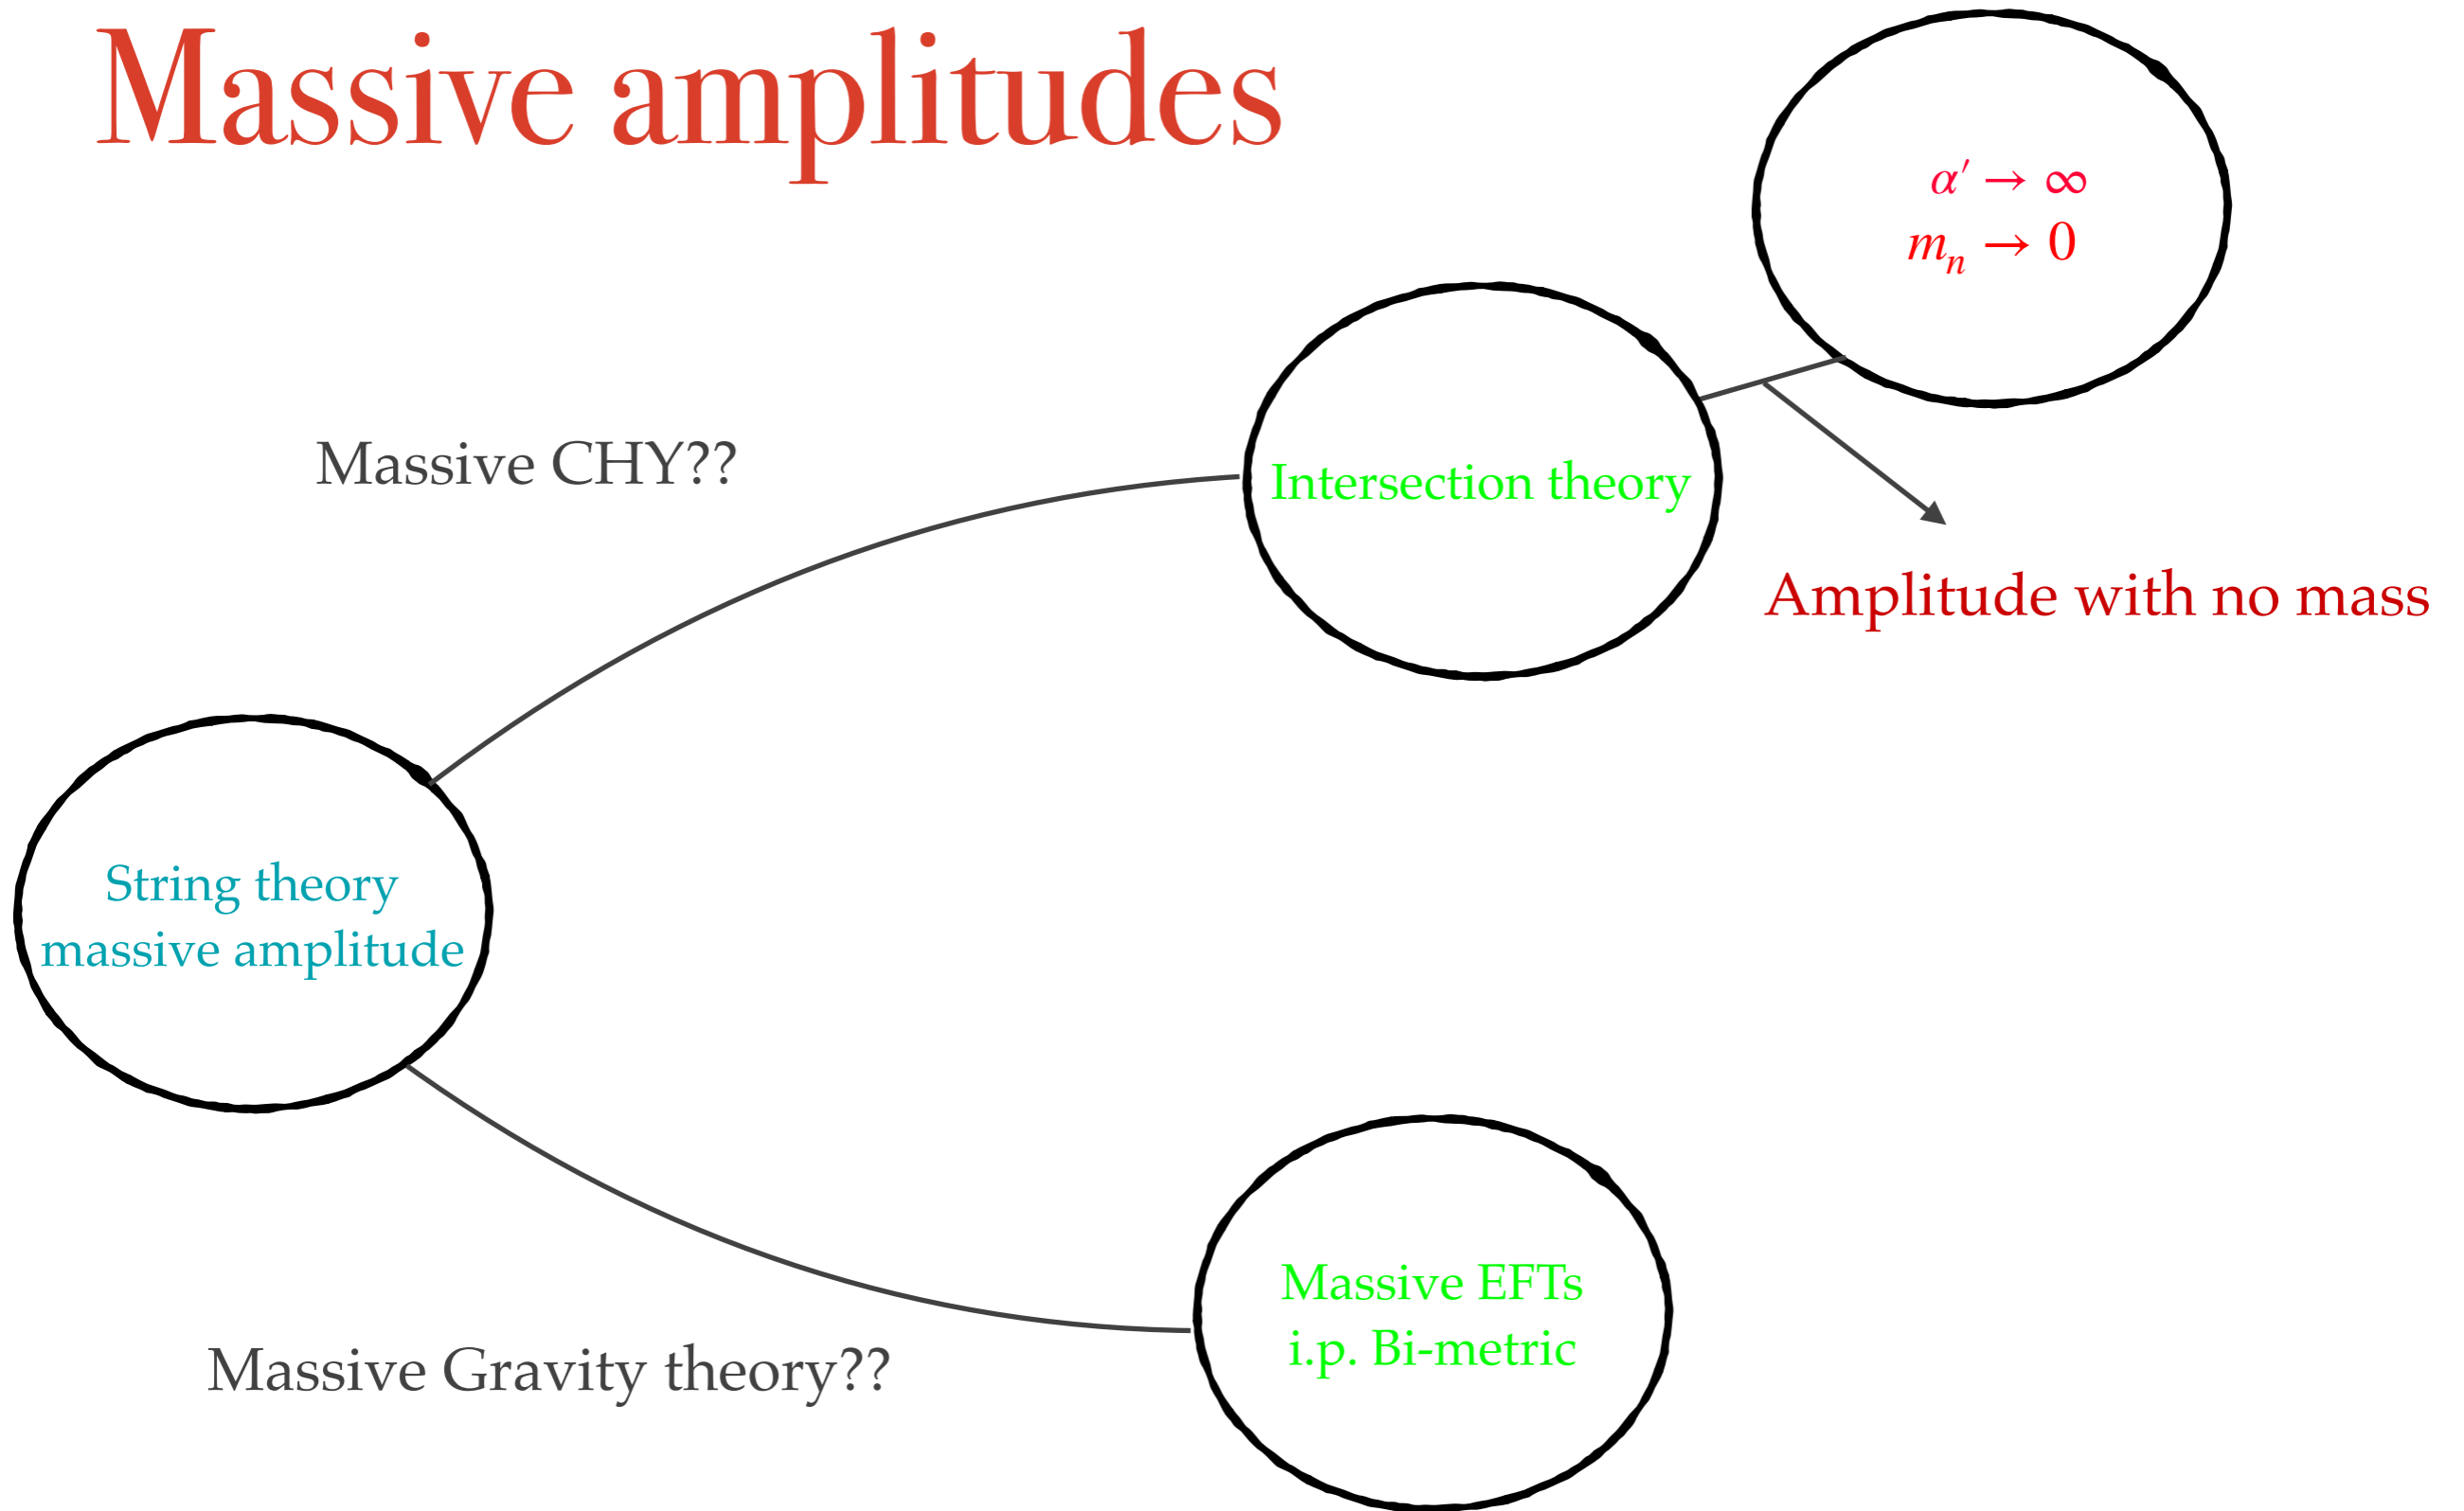 Massive amplitudes
α′ → ∞
mₙ → 0
Massive CHY??
Intersection theory
Amplitude with no mass
String theory
massive amplitude
Massive EFTs
i.p. Bi-metric
Massive Gravity theory??